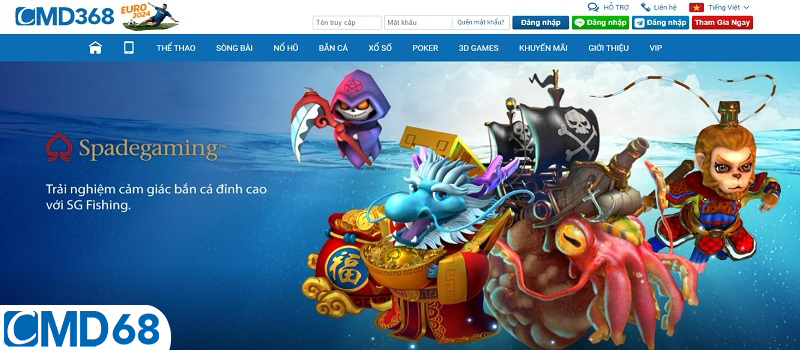 CMD368
EURO
2024
HỖ TRỢ
Liên hệ
Tiếng Việt
Tên truy cập
Mật khẩu
Quên mật khẩu?
Đăng nhập
Đăng nhập
Đăng nhập
Tham Gia Ngay
THỂ THAO
SÒNG BÀI
NỔ HŨ
BẮN CÁ
XỔ SỐ
POKER
3D GAMES
KHUYẾN MÃI
GIỚI THIỆU
VIP
Spadegaming™
Trải nghiệm cảm giác bắn cá đỉnh cao
với SG Fishing.
福
CMD68